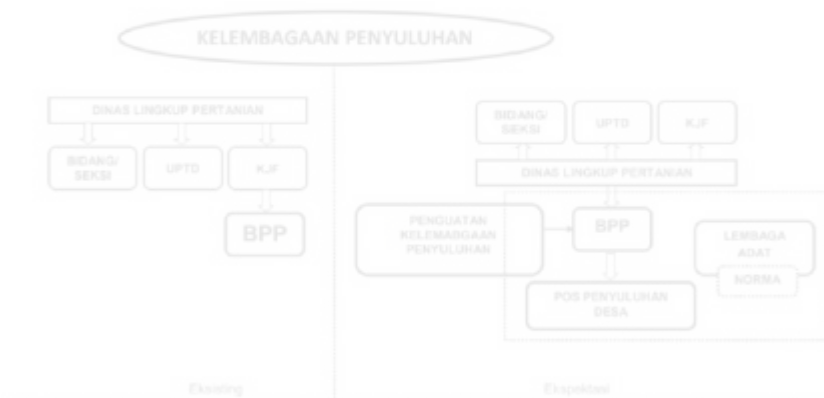 KELEMBAGAAN PENYULUHAN
DINAS LINGKUP PERTANIAN
BIDANG/
SEKSI
UPTD
KJF
BPP
Eksisting
BIDANG/
SEKSI
UPTD
KJF
DINAS LINGKUP PERTANIAN
PENGUATAN
KELEMABGAAN
PENYULUHAN
BPP
LEMBAGA
ADAT
NORMA
POS PENYULUHAN
DESA
Ekspektasi